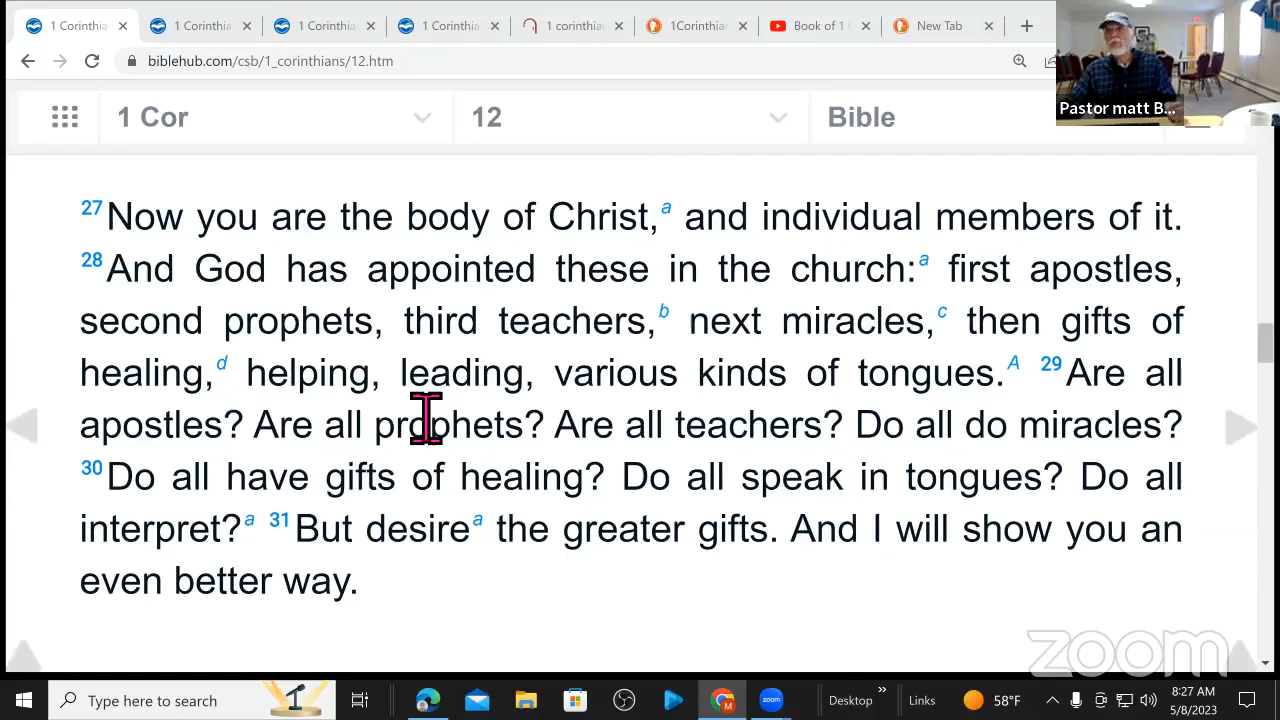 1 Corinthia
1 Corinthia
1 Corinthia
1 Corinthia
1 corinthia
1Corinthia
Book of 1
New Tab
biblehub.com/csb/1_corinthians/12.htm
Pastor matt B...
1 Cor
12
Bible
27 Now you are the body of Christ,a and individual members of it.
28 And God has appointed these in the church:a first apostles,
second prophets, third teachers,b next miracles,c then gifts of
healing,d helping, leading, various kinds of tongues.A 29 Are all
apostles? Are all prophets? Are all teachers? Do all do miracles?
30 Do all have gifts of healing? Do all speak in tongues? Do all
interpret?a 31 But desirea the greater gifts. And I will show you an
even better way.
zoom
Type here to search
zoom
Desktop
Links
58°F
8:27 AM
5/8/2023